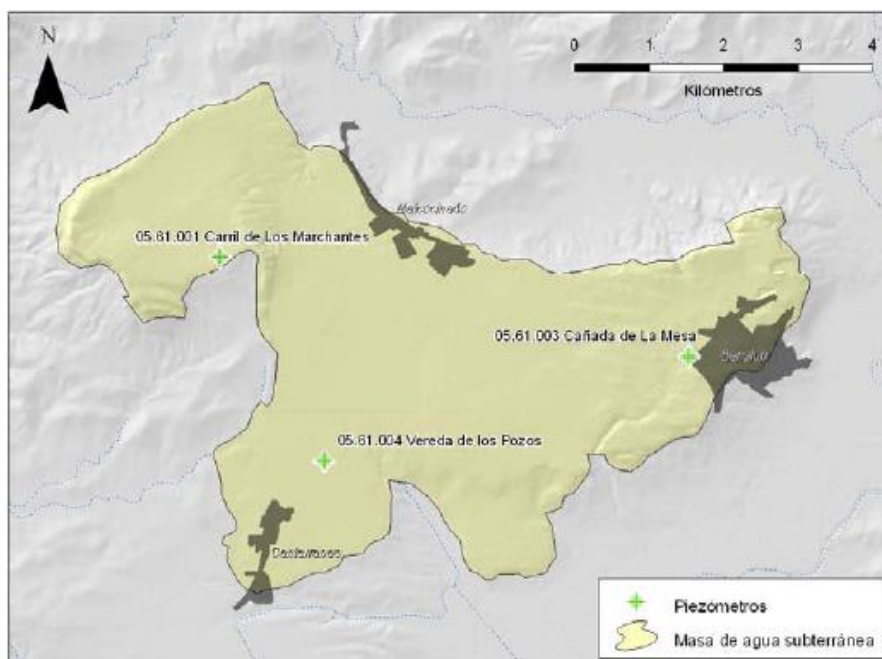 N
0 1 2 3 4
Kilómetros
05.61.001 Carril de Los Marchantes
05.61.003 Cañada de La Mesa
05.61.004 Vereda de los Pozos
Piezómetros
Masa de agua subterránea